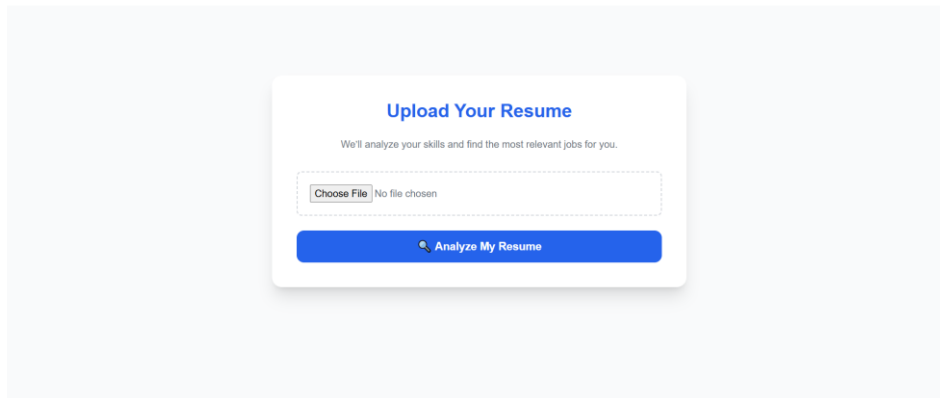 Upload Your Resume
We'll analyze your skills and find the most relevant jobs for you.
Choose File No file chosen
🔍 Analyze My Resume